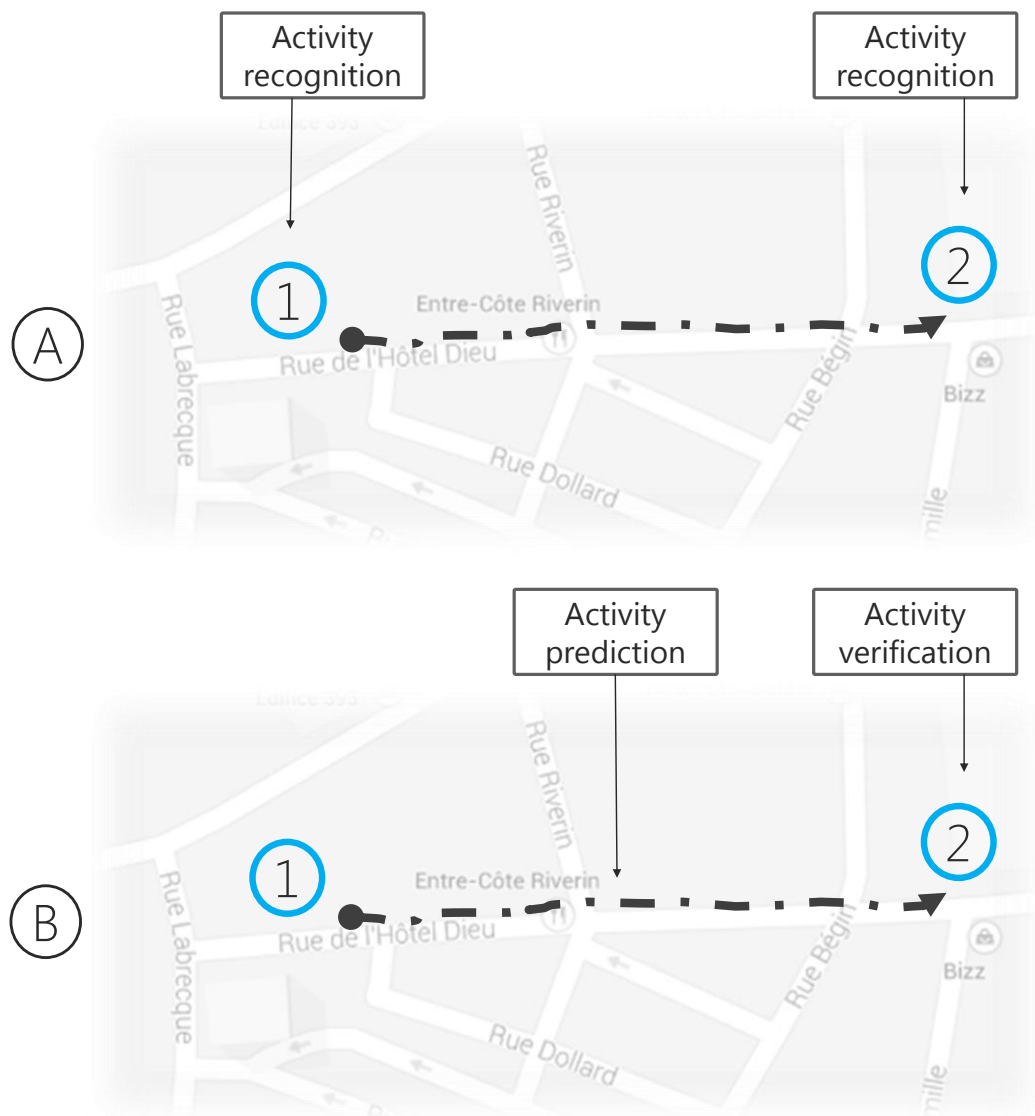 Activity
recognition
Activity
recognition
Edifice 393
Rue Riverin
1
2
Entre-Côte Riverin
A
Rue Labrecque
Rue de l'Hôtel Dieu
Rue Bégin
Bizz
Rue Dollard
mille
Activity
prediction
Activity
verification
Edifice 393
Rue Riverin
1
2
Entre-Côte Riverin
B
Rue Labrecque
Rue de l'Hôtel Dieu
Rue Bégin
Bizz
Rue Dollard
mille